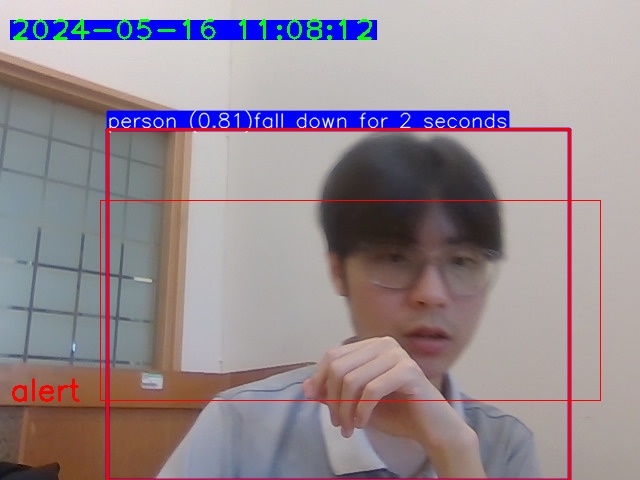 2024-05-16 11:08:12
person (0.81)fall down for 2 seconds
alert